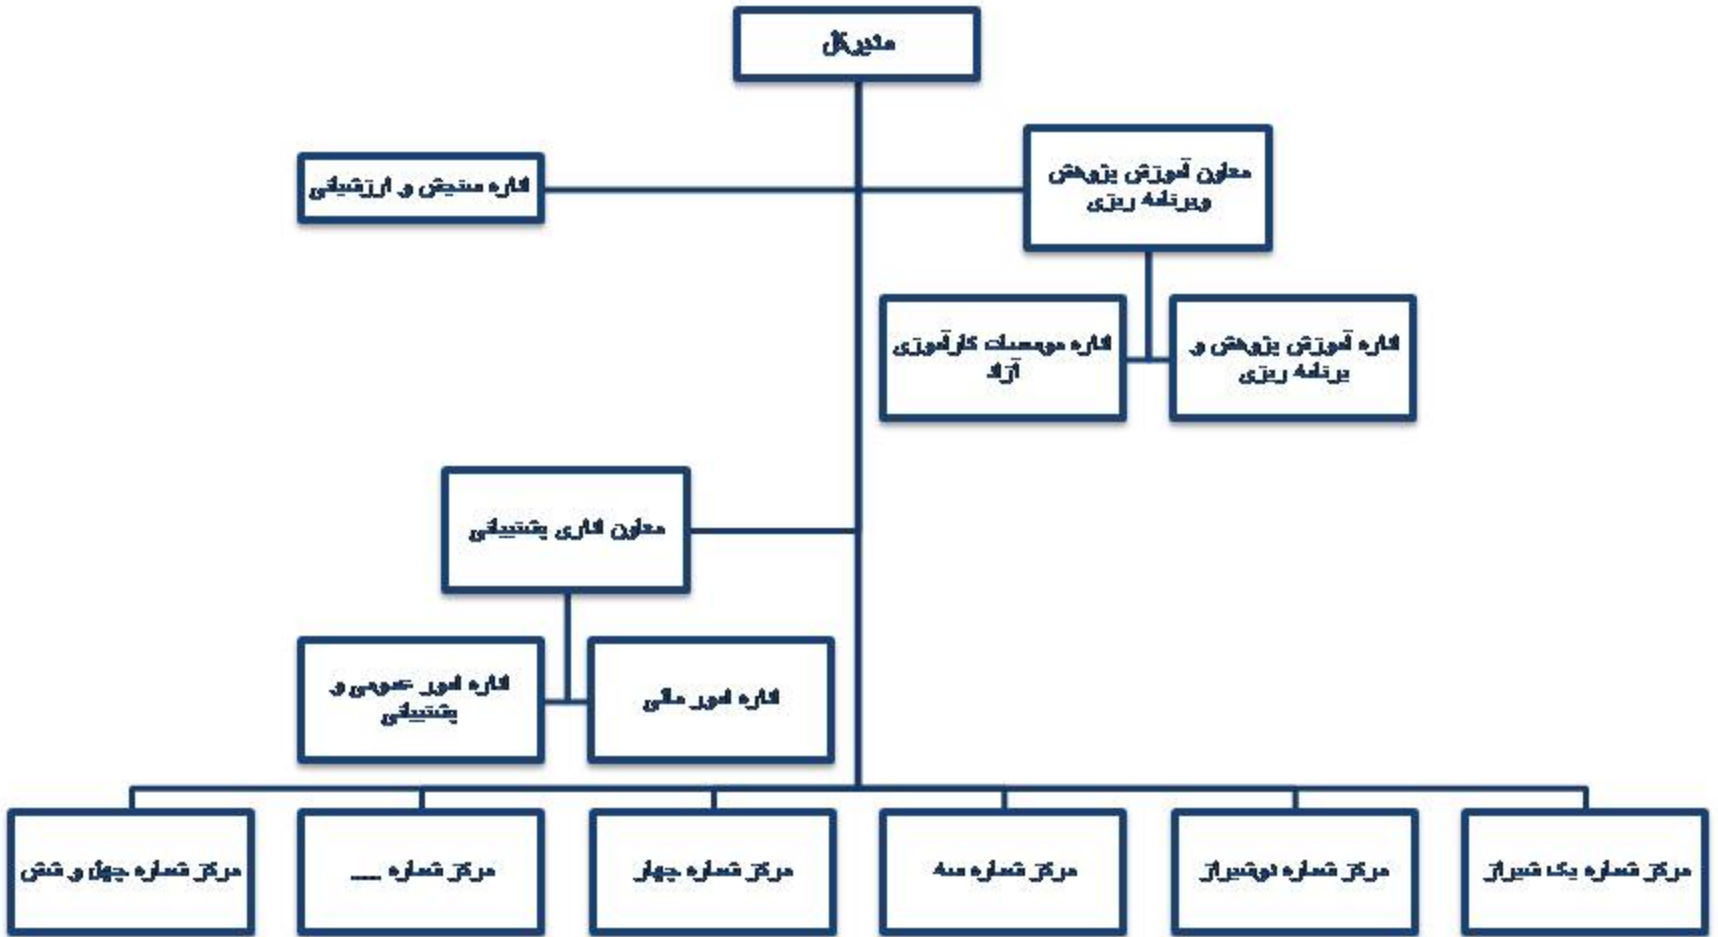 مدیرکل
معاون آموزش پژوهش
وبرنامه ریزی
اداره سنجش و ارزشیابی
اداره آموزش پژوهش و
برنامه ریزی
اداره موسسات کارآموزی
آزاد
معاون اداری پشتیبانی
اداره امور مالی
اداره امور عمومی و
پشتیبانی
مرکز شماره یک شیراز
مرکز شماره دوشیراز
مرکز شماره سه
مرکز شماره چهار
مرکز شماره ....
مرکز شماره چهل و شش